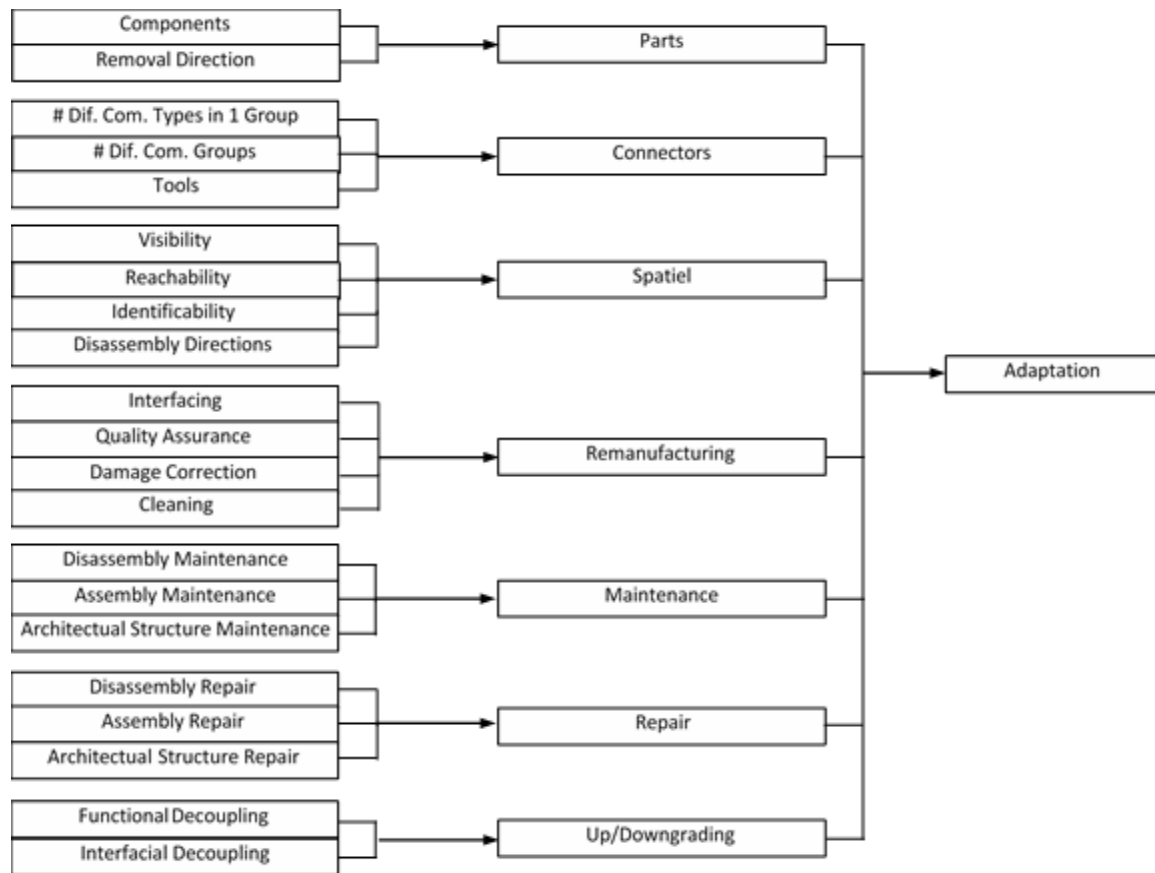 Components
Removal Direction
Parts
# Dif. Com. Types in 1 Group
# Dif. Com. Groups
Tools
Connectors
Visibility
Reachability
Identificability
Disassembly Directions
Spatiel
Adaptation
Interfacing
Quality Assurance
Damage Correction
Cleaning
Remanufacturing
Disassembly Maintenance
Assembly Maintenance
Architectual Structure Maintenance
Maintenance
Disassembly Repair
Assembly Repair
Architectual Structure Repair
Repair
Functional Decoupling
Interfacial Decoupling
Up/Downgrading